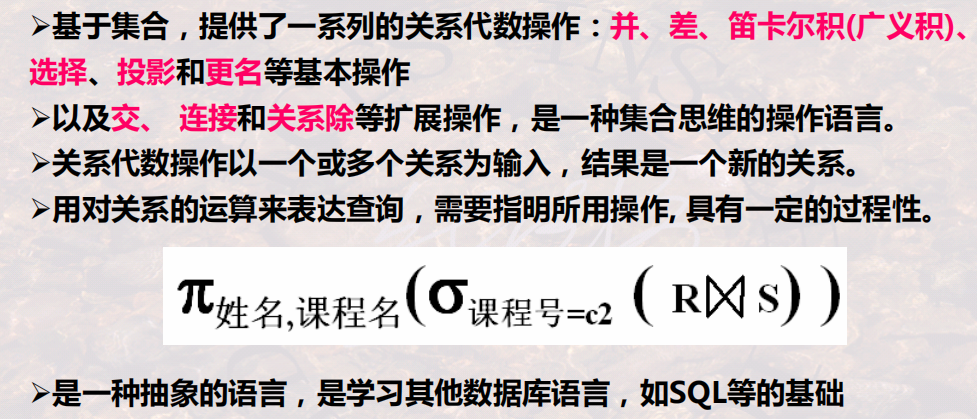 ➢基于集合，提供了一系列的关系代数操作：并、差、笛卡尔积(广义积)、
选择、投影和更名等基本操作
➢以及交、 连接和关系除等扩展操作，是一种集合思维的操作语言。
➢关系代数操作以一个或多个关系为输入，结果是一个新的关系。
➢用对关系的运算来表达查询，需要指明所用操作, 具有一定的过程性。
π姓名,课程名(σ课程号=c2 ( R⋈S) )
➢是一种抽象的语言，是学习其他数据库语言，如SQL等的基础